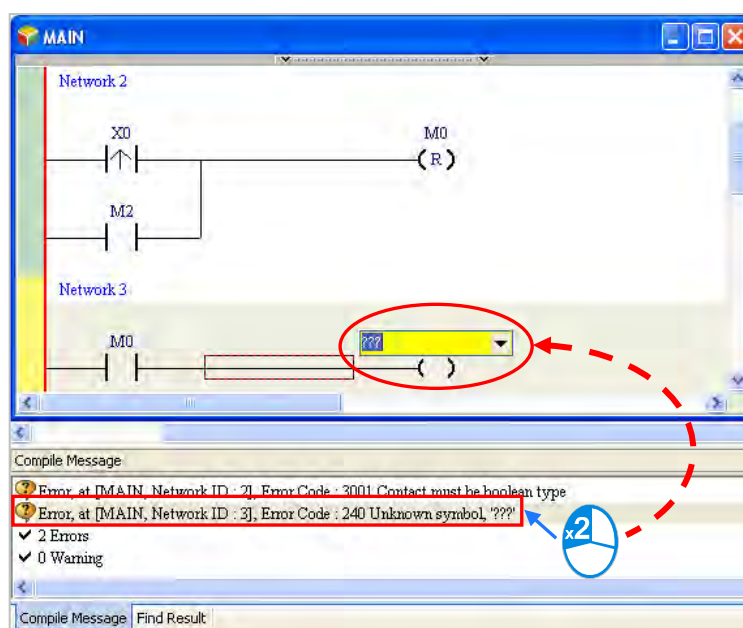 MAIN
Network 2
X0 M0
R
M2
Network 3
M0 ???
Compile Message
Error, at [MAIN, Network ID : 2], Error Code : 3001 Contact must be boolean type
Error, at [MAIN, Network ID : 3], Error Code : 240 Unknown symbol, '???'
2 Errors
x2
0 Warning
Compile Message Find Result